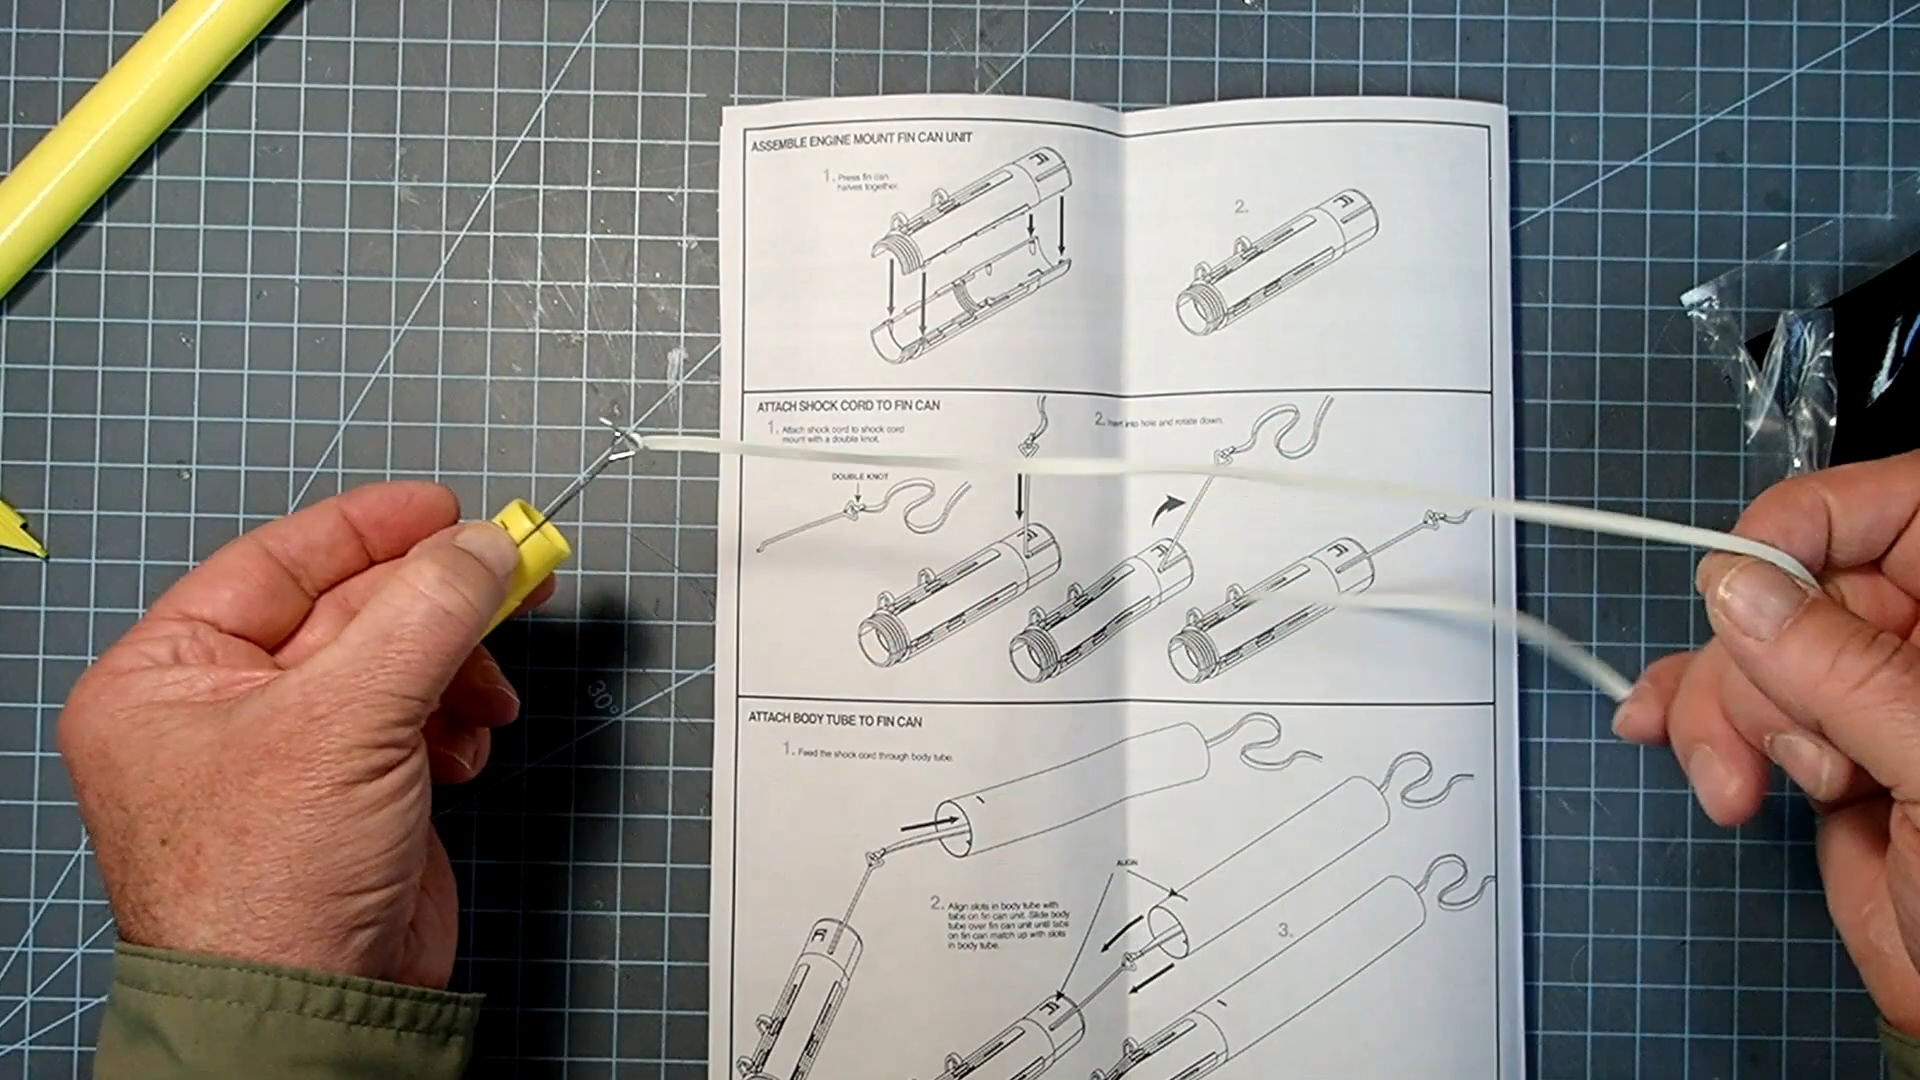 ASSEMBLE ENGINE MOUNT FIN CAN UNIT
1. Press fin can
halves together.
2.
ATTACH SHOCK CORD TO FIN CAN
1. Attach shock cord to shock cord
mount with a double knot.
2. Insert into hole and rotate down.
DOUBLE KNOT
30°
ATTACH BODY TUBE TO FIN CAN
1. Feed the shock cord through body tube.
ALIGN
2. Align slots in body tube with
tabs on fin can unit. Slide body
tube over fin can unit until tabs
on fin can match up with slots
in body tube.
3.